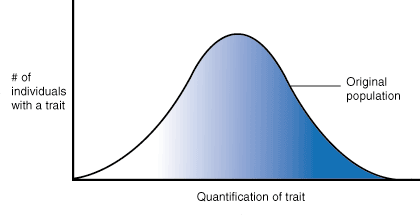 # of
individuals
with a trait
Original
population
Quantification of trait